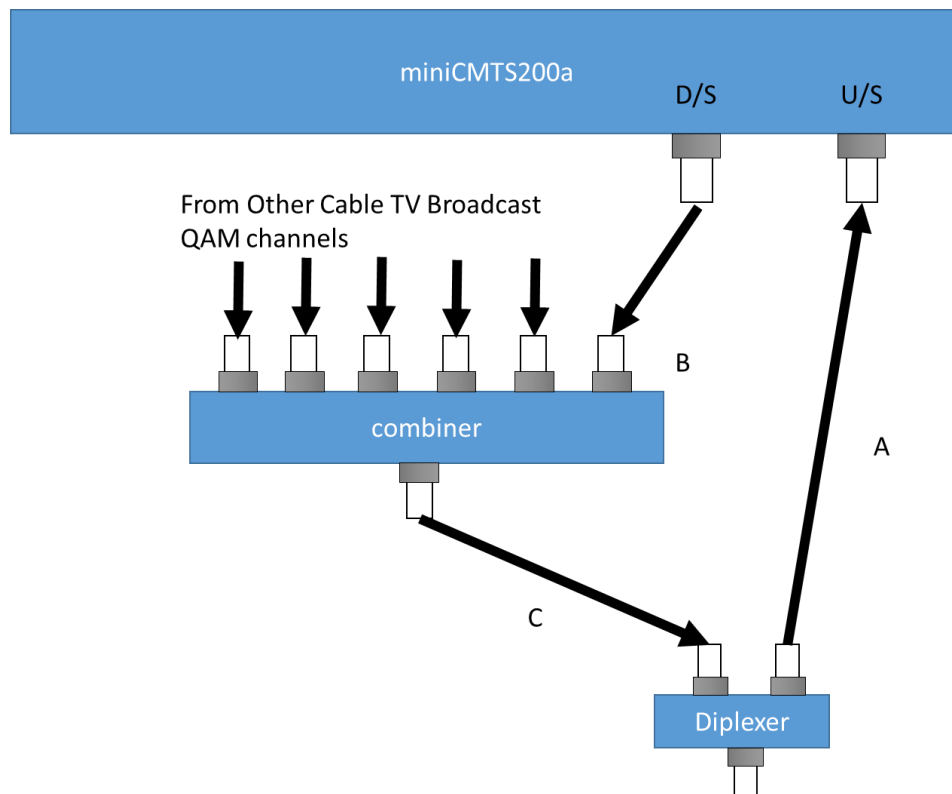 miniCMTS200a
D/S
U/S
From Other Cable TV Broadcast
QAM channels
B
combiner
A
C
Diplexer